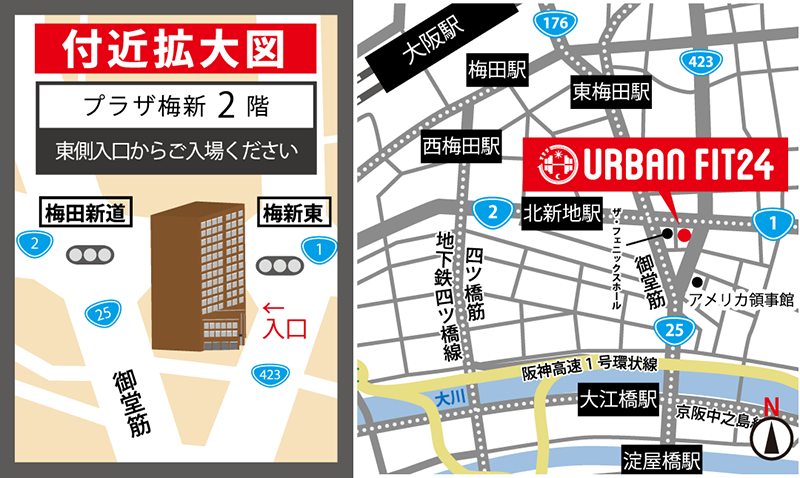 付近拡大図
プラザ梅新 2 階
東側入口からご入場ください
梅田新道
梅新東
2
1
25
←
入口
423
御堂筋
176
大阪駅
423
梅田駅
東梅田駅
西梅田駅
URBAN FIT24
2
北新地駅
1
ザ・フェニックスホール
御堂筋
四ツ橋筋
地下鉄四ツ橋線
アメリカ領事館
25
阪神高速1号環状線
大川
大江橋駅
京阪中之島線
N
淀屋橋駅